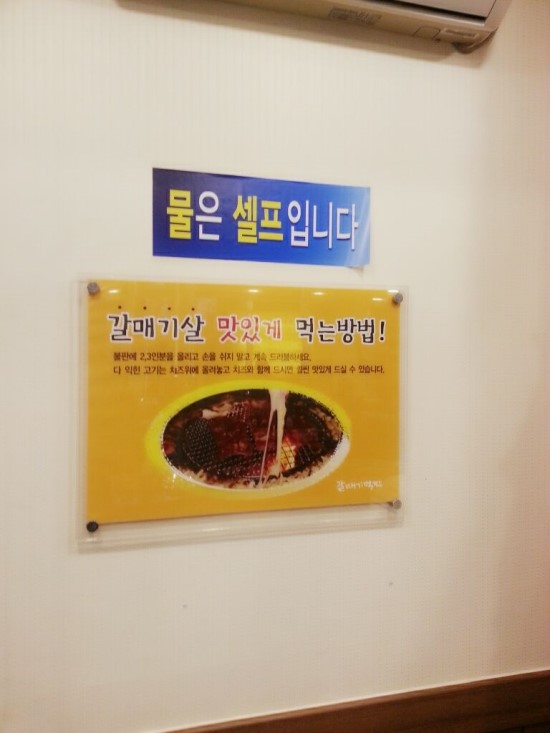 물은 셀프입니다
갈매기살 맛있게 먹는방법!
불판에 2,3인분을 올리고 손을 쉬지 말고 계속 드리볼하세요.
다 익힌 고기는 치즈위에 올려놓고 치즈와 함께 드시면 훨씬 맛있게 드실 수 있습니다.